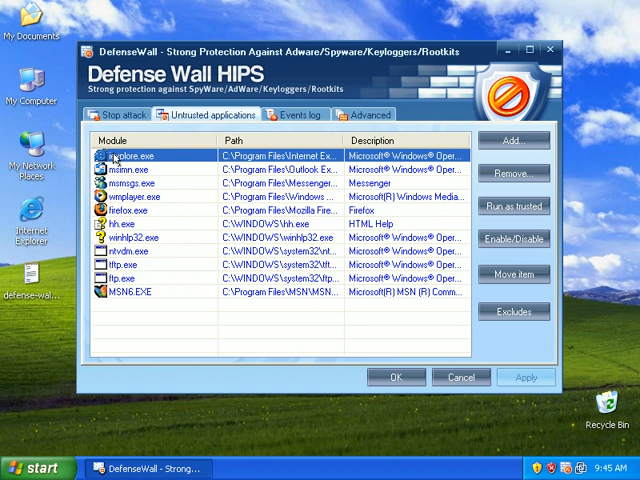 My Documents
My Computer
My Network
Places
Internet
Explorer
defense-wal...
DefenseWall - Strong Protection Against Adware/Spyware/Keyloggers/Rootkits
Defense Wall HIPS
Strong protection against SpyWare/AdWare/Keyloggers/Rootkits
Stop attack Untrusted applications Events log Advanced
Module Path Description
C:\Program Files\Internet Ex... Microsoft® Windows® Oper...
msimn.exe C:\Program Files\Outlook Ex... Microsoft® Windows® Oper...
msmsgs.exe C:\Program Files\Messenger... Messenger
wmplayer.exe C:\Program Files\Windows ... Microsoft(R) Windows Media...
firefox.exe C:\Program Files\Mozilla Fire... Firefox
hh.exe C:\WINDOWS\hh.exe HTML Help
winhlp32.exe C:\WINDOWS\winhlp32.exe Microsoft® Windows® Oper...
ntvdm.exe C:\WINDOWS\system32\nt... Microsoft® Windows® Oper...
tftp.exe C:\WINDOWS\system32\tft... Microsoft® Windows® Oper...
ftp.exe C:\WINDOWS\system32\ftp... Microsoft® Windows® Oper...
MSN6.EXE C:\Program Files\MSN\MSN... Microsoft(R) MSN (R) Comm...
Add...
Remove...
Run as trusted
Enable/Disable
Move item
Excludes
OK Cancel Apply
Recycle Bin
start DefenseWall - Strong... 9:45 AM